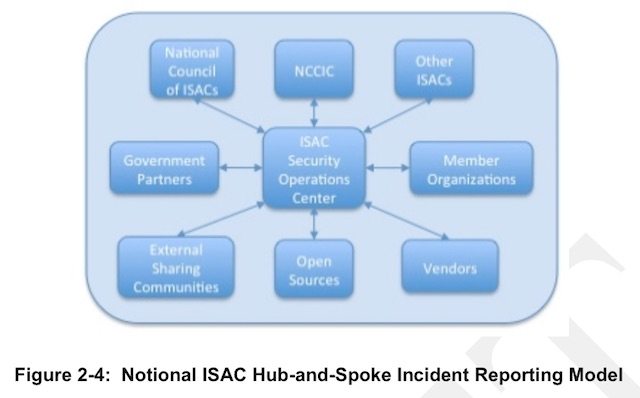 National
Council
of ISACs
NCCIC
Other
ISACs
Government
Partners
ISAC
Security
Operations
Center
Member
Organizations
External
Sharing
Communities
Open
Sources
Vendors
Figure 2-4: Notional ISAC Hub-and-Spoke Incident Reporting Model